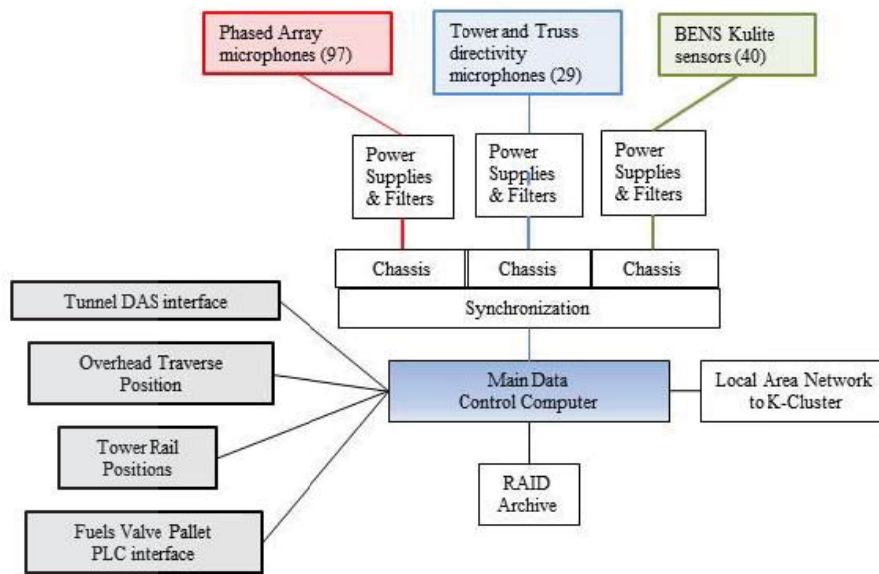 Phased Array
microphones (97)
Tower and Truss
directivity
microphones (29)
BENS Kulite
sensors (40)
Power
Supplies
& Filters
Power
Supplies
& Filters
Power
Supplies
& Filters
Chassis
Chassis
Chassis
Synchronization
Tunnel DAS interface
Overhead Traverse
Position
Tower Rail
Positions
Fuels Valve Pallet
PLC interface
Main Data
Control Computer
Local Area Network
to K-Cluster
RAID
Archive